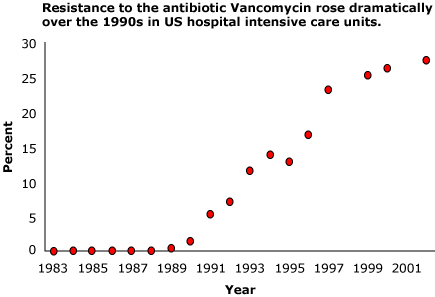 Resistance to the antibiotic Vancomycin rose dramatically
over the 1990s in US hospital intensive care units.
30
25
20
15
10
5
0
Percent
1983 1985 1987 1989 1991 1993 1995 1997 1999 2001
Year